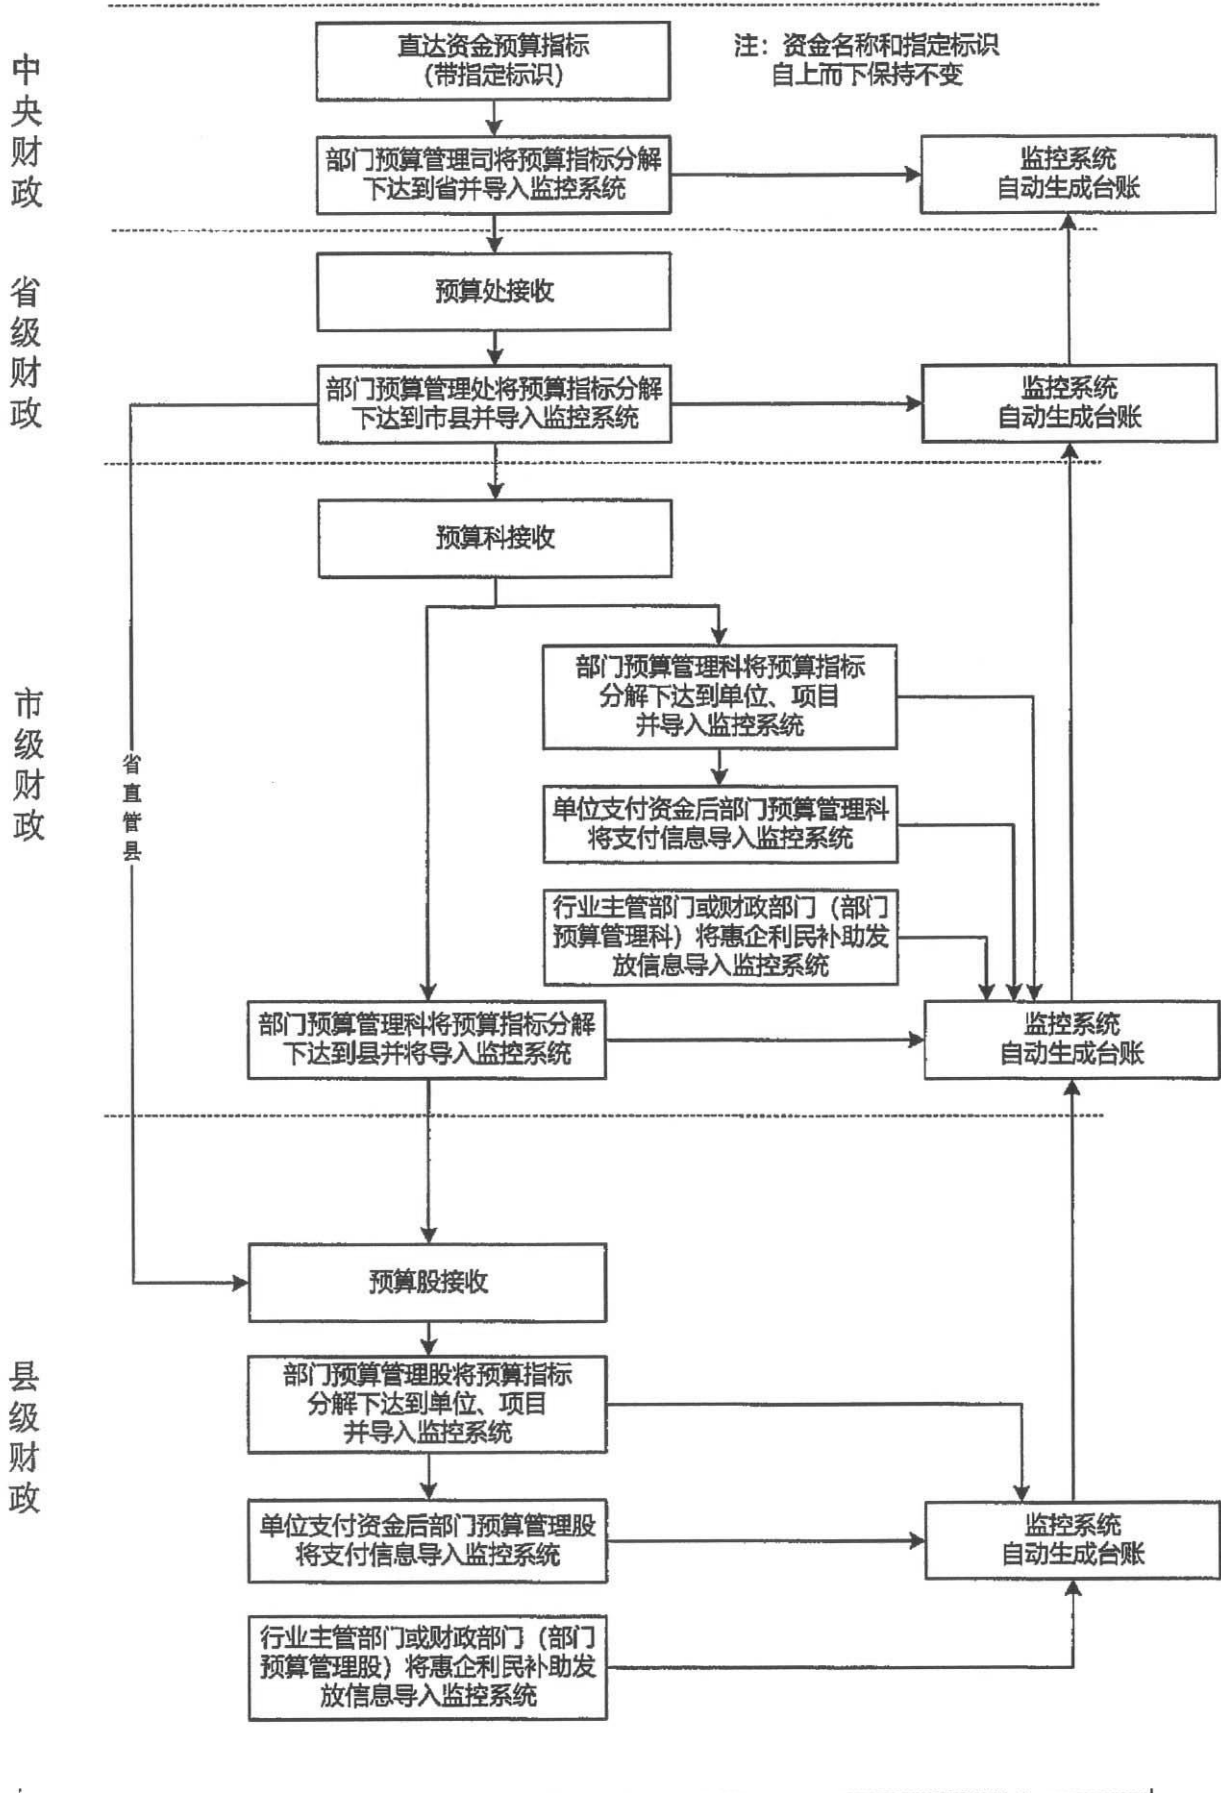 中央财政
直达资金预算指标
(带指定标识)
注：资金名称和指定标识
自上而下保持不变
部门预算管理司将预算指标分解
下达到省并导入监控系统
监控系统
自动生成台账
省级财政
预算处接收
部门预算管理处将预算指标分解
下达到市县并导入监控系统
监控系统
自动生成台账
市级财政
省直管县
预算科接收
部门预算管理科将预算指标
分解下达到单位、项目
并导入监控系统
单位支付资金后部门预算管理科
将支付信息导入监控系统
行业主管部门或财政部门（部门
预算管理科）将惠企利民补助发
放信息导入监控系统
部门预算管理科将预算指标分解
下达到县并将导入监控系统
监控系统
自动生成台账
县级财政
预算股接收
部门预算管理股将预算指标
分解下达到单位、项目
并导入监控系统
单位支付资金后部门预算管理股
将支付信息导入监控系统
监控系统
自动生成台账
行业主管部门或财政部门（部门
预算管理股）将惠企利民补助发
放信息导入监控系统